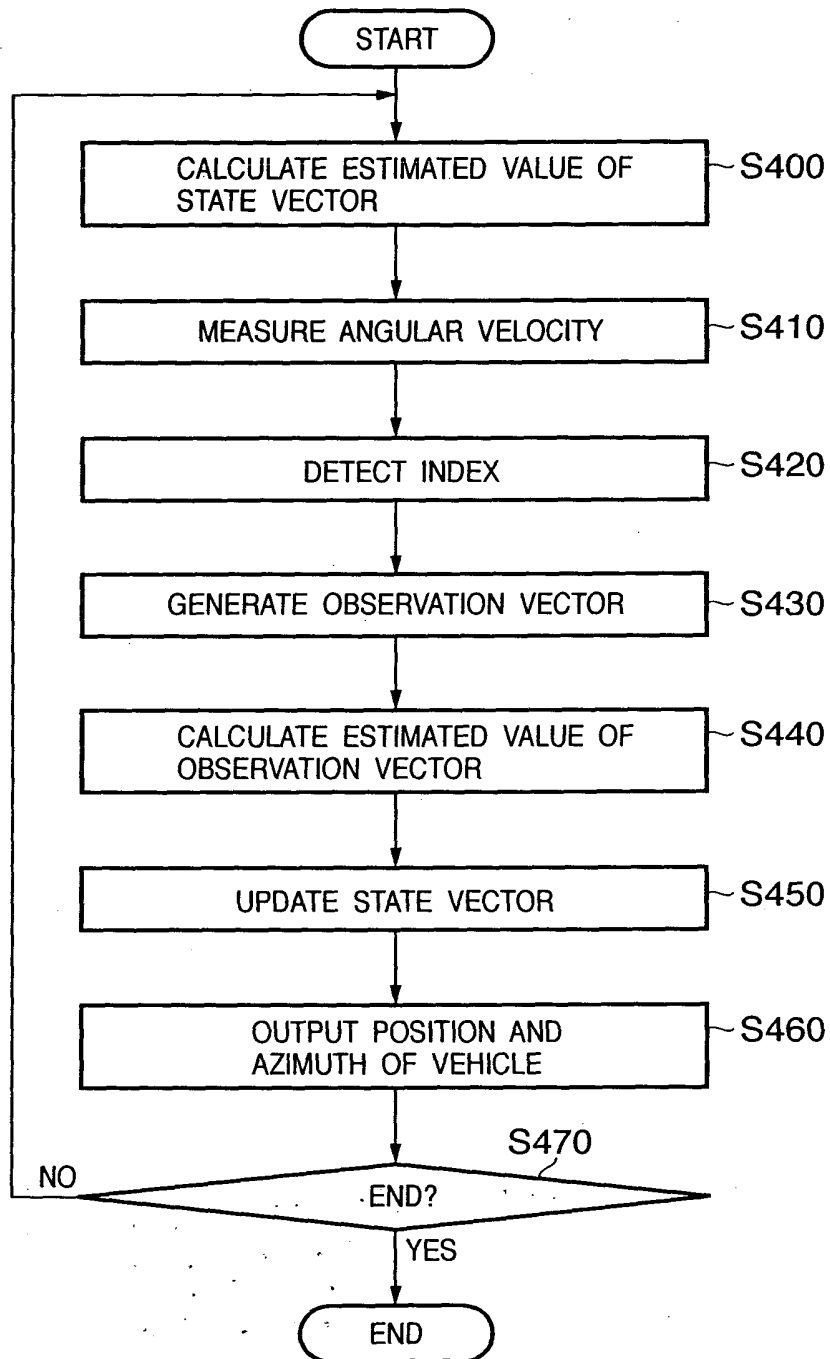 START
CALCULATE ESTIMATED VALUE OF
STATE VECTOR
S400
MEASURE ANGULAR VELOCITY
S410
DETECT INDEX
S420
GENERATE OBSERVATION VECTOR
S430
CALCULATE ESTIMATED VALUE OF
OBSERVATION VECTOR
S440
UPDATE STATE VECTOR
S450
OUTPUT POSITION AND
AZIMUTH OF VEHICLE
S460
S470
NO
END?
YES
END